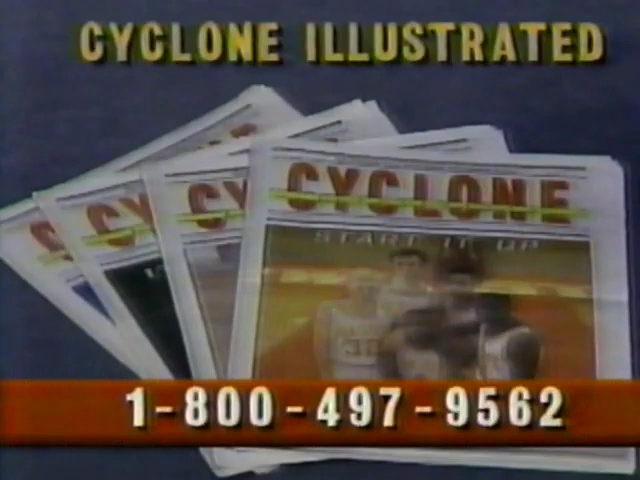 CYCLONE ILLUSTRATED
CYCLONE
START IT UP
1-800-497-9562